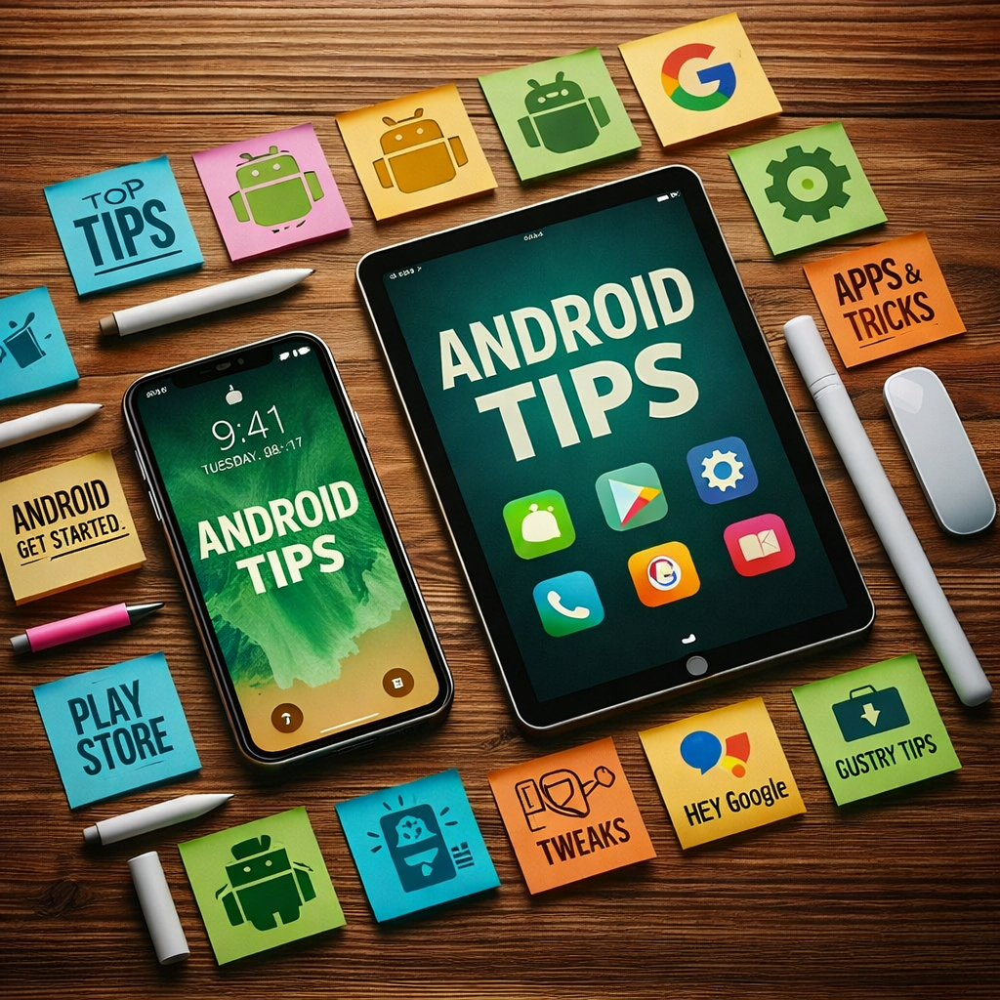 TOP
TIPS
G
APPS &
TRICKS
ANDROID
TIPS
9:41
ANDROID
TIPS
ANDROID
GET STARTED.
PLAY
STORE
TWEAKS
HEY Google
GUSTRY TIPS